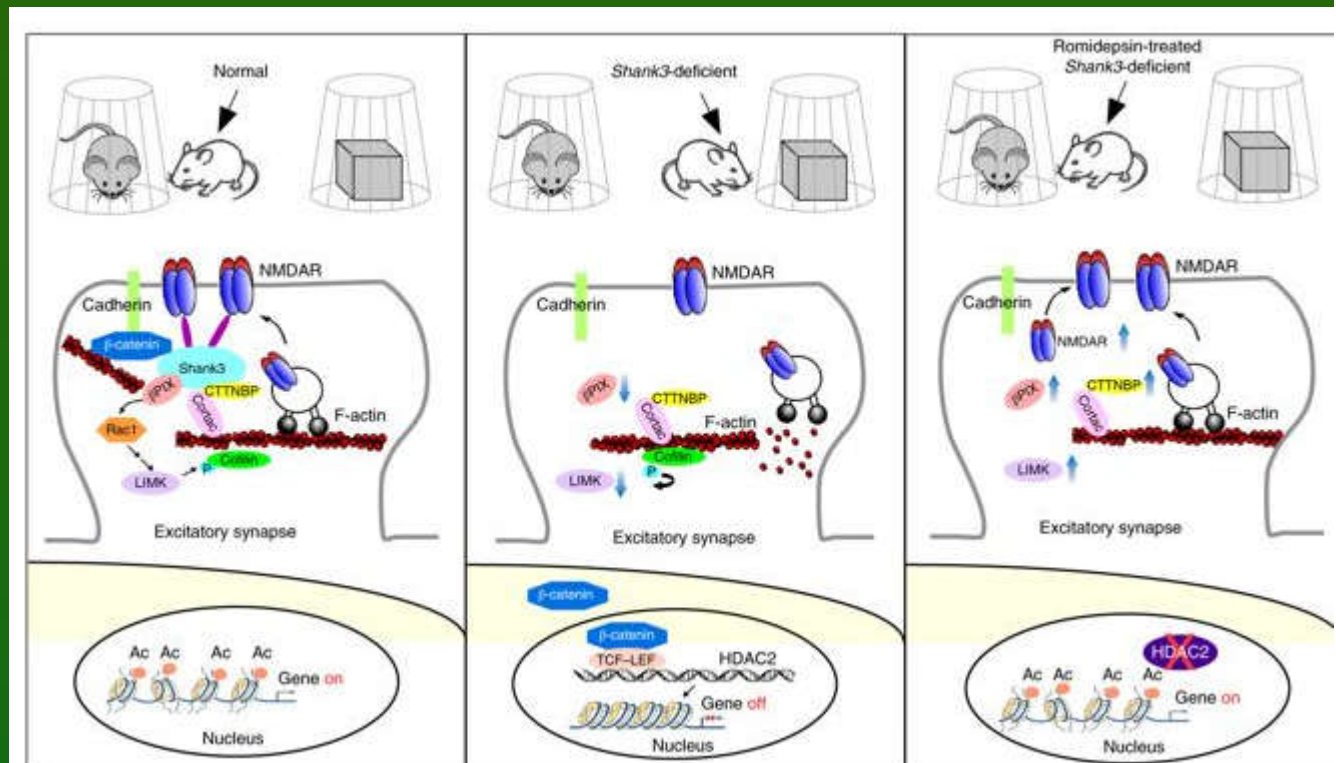 Normal
NMDAR
Cadherin
β-catenin
Shank3
βPIX
CTTNBP
Cortac
F-actin
Rac1
Cofilin
P
LIMK
Excitatory synapse
Ac Ac Ac Ac
Gene on
Nucleus
Shank3-deficient
NMDAR
Cadherin
βPIX
CTTNBP
Cortac
F-actin
Cofilin
P
LIMK
Excitatory synapse
β-catenin
β-catenin
TCF–LEF
HDAC2
Gene off
Nucleus
Romidepsin-treated
Shank3-deficient
NMDAR
Cadherin
NMDAR
βPIX
CTTNBP
Cortac
F-actin
LIMK
Excitatory synapse
HDAC2
Ac Ac Ac Ac
Gene on
Nucleus